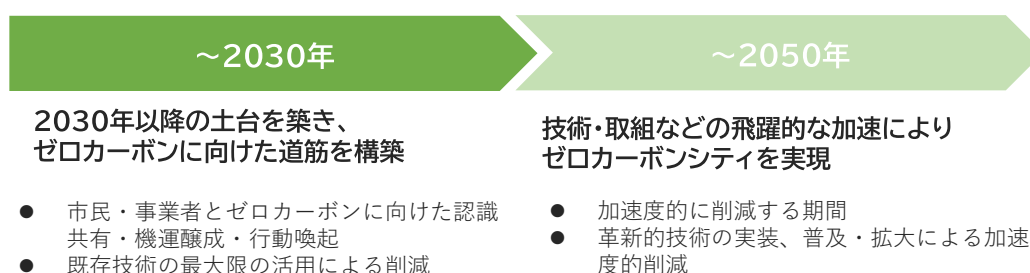 ～2030年
2030年以降の土台を築き、
ゼロカーボンに向けた道筋を構築
● 市民・事業者とゼロカーボンに向けた認識
共有・機運醸成・行動喚起
● 既存技術の最大限の活用による削減
～2050年
技術・取組などの飛躍的な加速により
ゼロカーボンシティを実現
● 加速度的に削減する期間
● 革新的技術の実装、普及・拡大による加速
度的削減